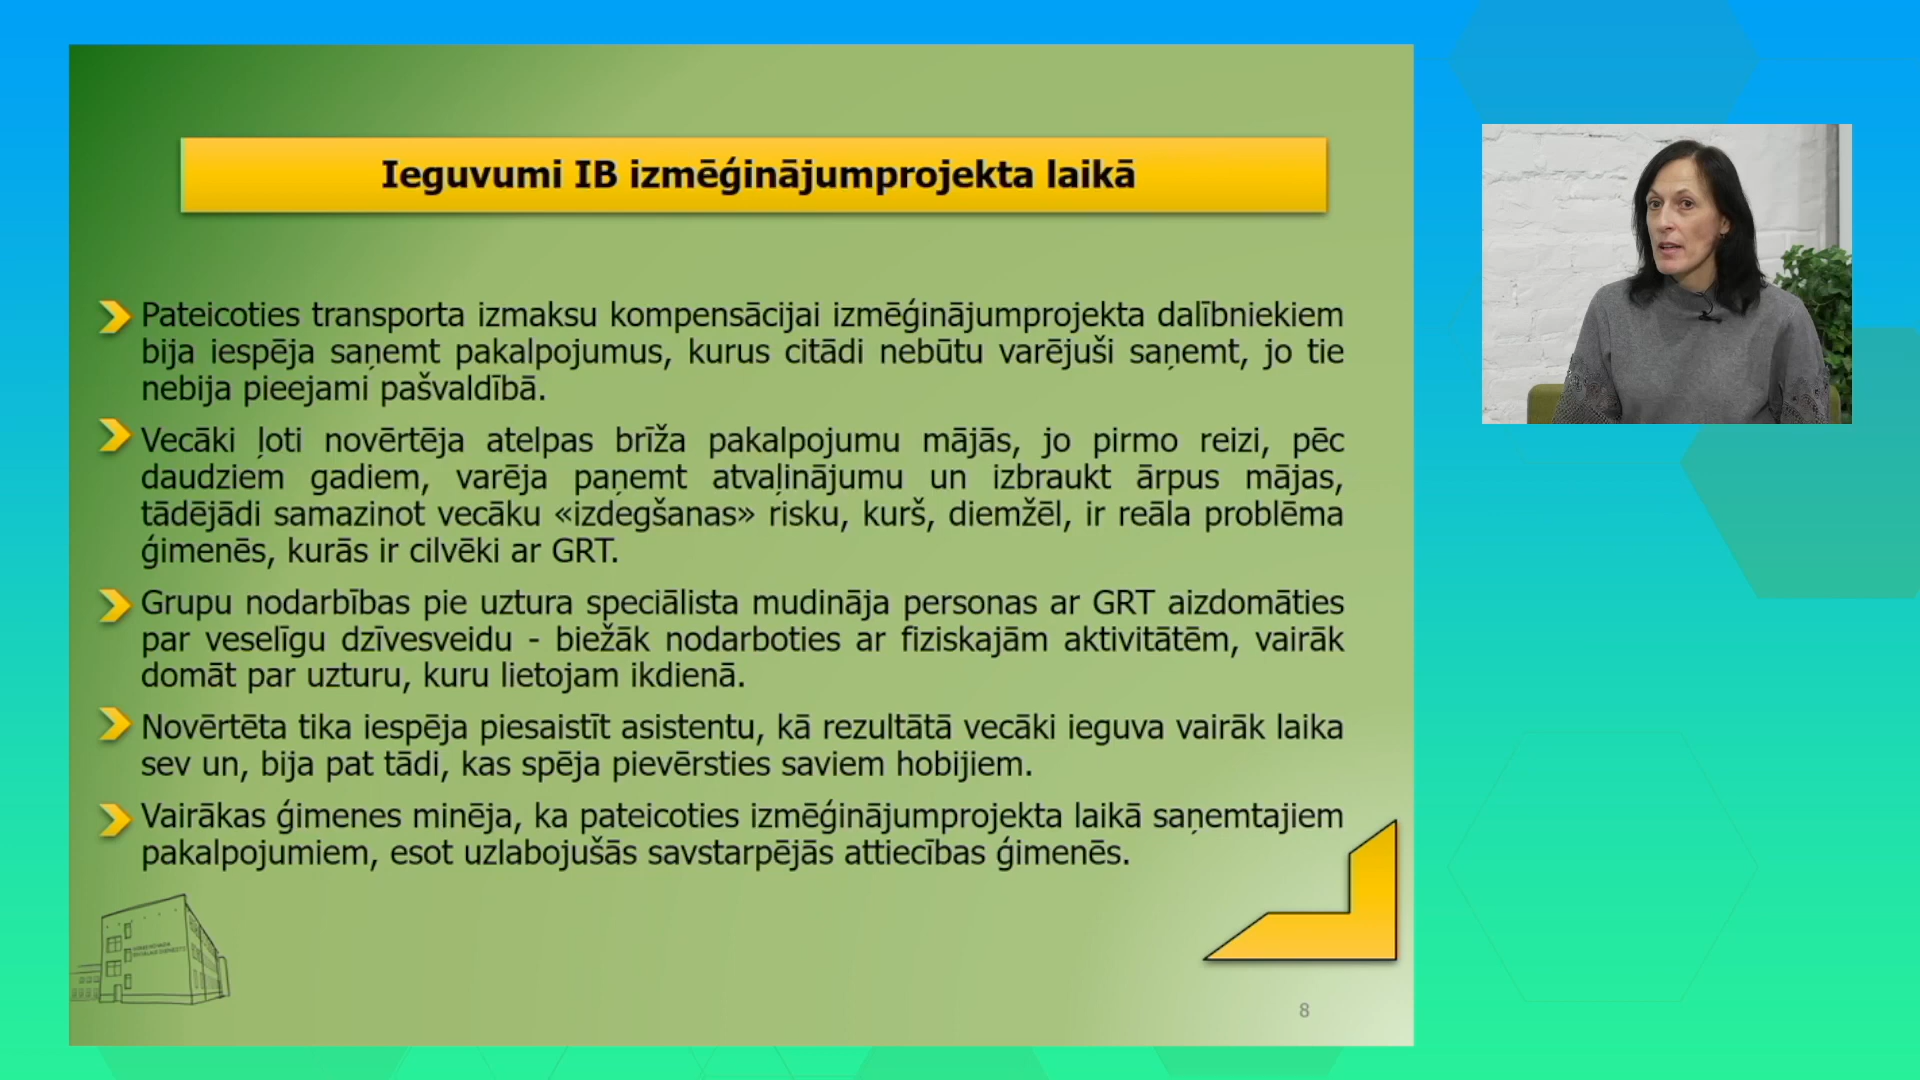 Ieguvumi IB izmēģinājumprojekta laikā
Pateicoties transporta izmaksu kompensācijai izmēģinājumprojekta dalībniekiem
bija iespēja saņemt pakalpojumus, kurus citādi nebūtu varējuši saņemt, jo tie
nebija pieejami pašvaldībā.
Vecāki ļoti novērtēja atelpas brīža pakalpojumu mājās, jo pirmo reizi, pēc
daudziem gadiem, varēja paņemt atvaļinājumu un izbraukt ārpus mājas,
tādējādi samazinot vecāku «izdegšanas» risku, kurš, diemžēl, ir reāla problēma
ģimenēs, kurās ir cilvēki ar GRT.
Grupu nodarbības pie uztura speciālista mudināja personas ar GRT aizdomāties
par veselīgu dzīvesveidu - biežāk nodarboties ar fiziskajām aktivitātēm, vairāk
domāt par uzturu, kuru lietojam ikdienā.
Novērtēta tika iespēja piesaistīt asistentu, kā rezultātā vecāki ieguva vairāk laika
sev un, bija pat tādi, kas spēja pievērsties saviem hobijiem.
Vairākas ģimenes minēja, ka pateicoties izmēģinājumprojekta laikā saņemtajiem
pakalpojumiem, esot uzlabojušās savstarpējās attiecības ģimenēs.
8